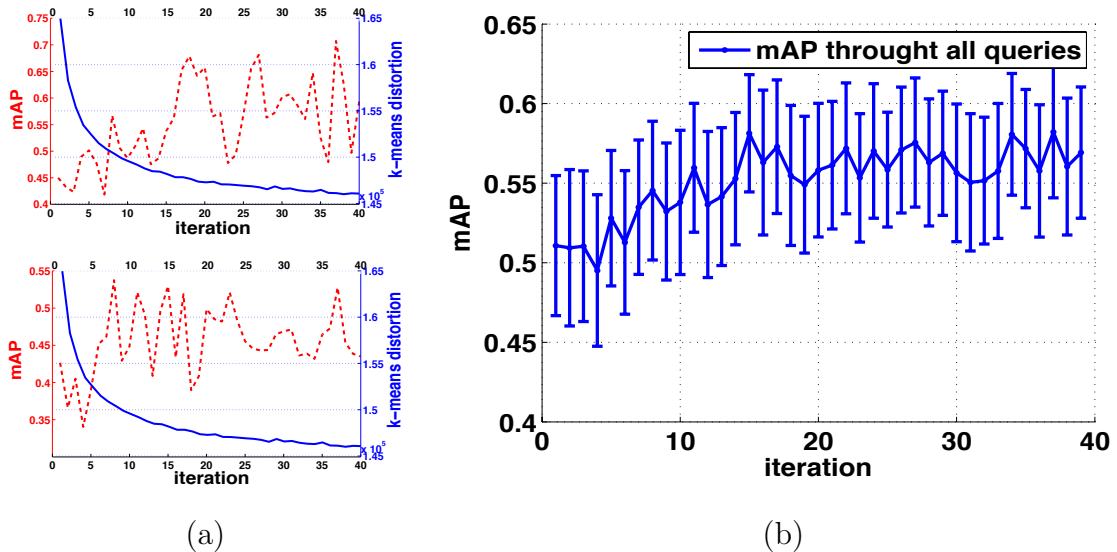 0 5 10 15 20 25 30 35 40
0.75 0.7 0.65 0.6 0.55 0.5 0.45 0.4
mAP
1.65 1.6 1.55 1.5 1.45
x 10^5
k-means distortion
0 5 10 15 20 25 30 35 40
iteration
0 5 10 15 20 25 30 35 40
0.55 0.5 0.45 0.4 0.35
mAP
1.65 1.6 1.55 1.5 1.45
x 10^5
k-means distortion
0 5 10 15 20 25 30 35 40
iteration
(a)
mAP throught all queries
0.65
0.6
0.55
0.5
0.45
0.4
mAP
0 10 20 30 40
iteration
(b)